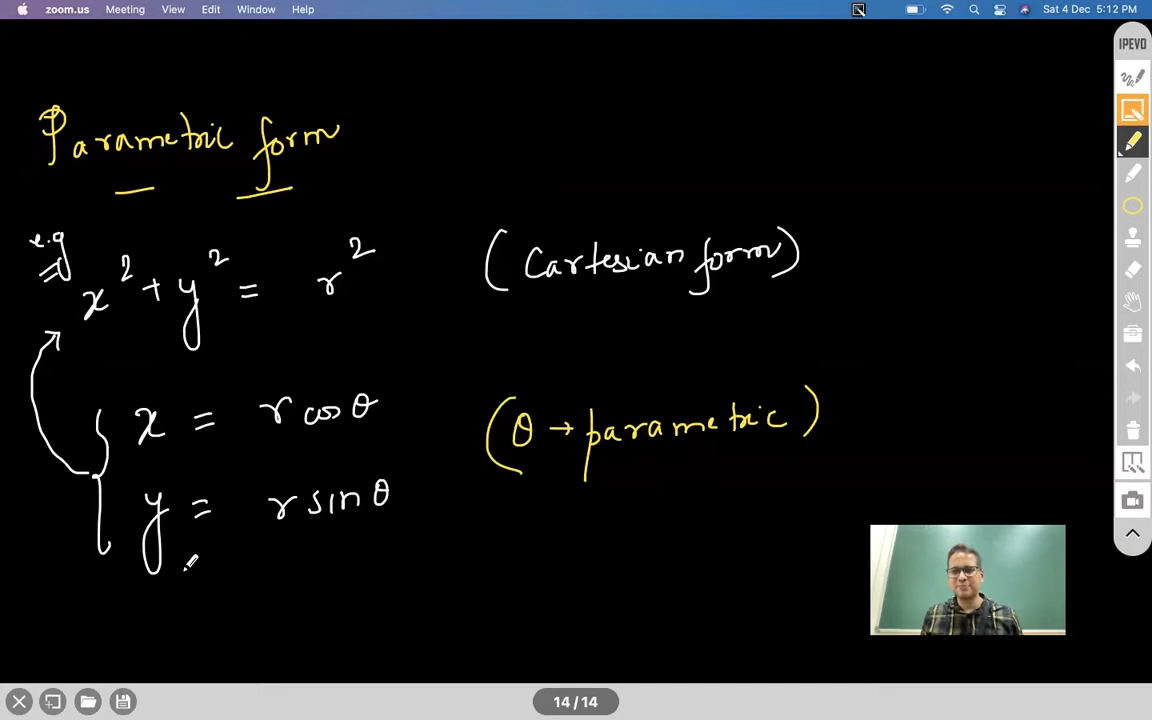 zoom.us Meeting View Edit Window Help Sat 4 Dec 5:12 PM
IPEVO
Parametric form
e.g
x² + y² = r² (Cartesian form)
x = r cos θ (θ → parametric)
y = r sin θ
14/14